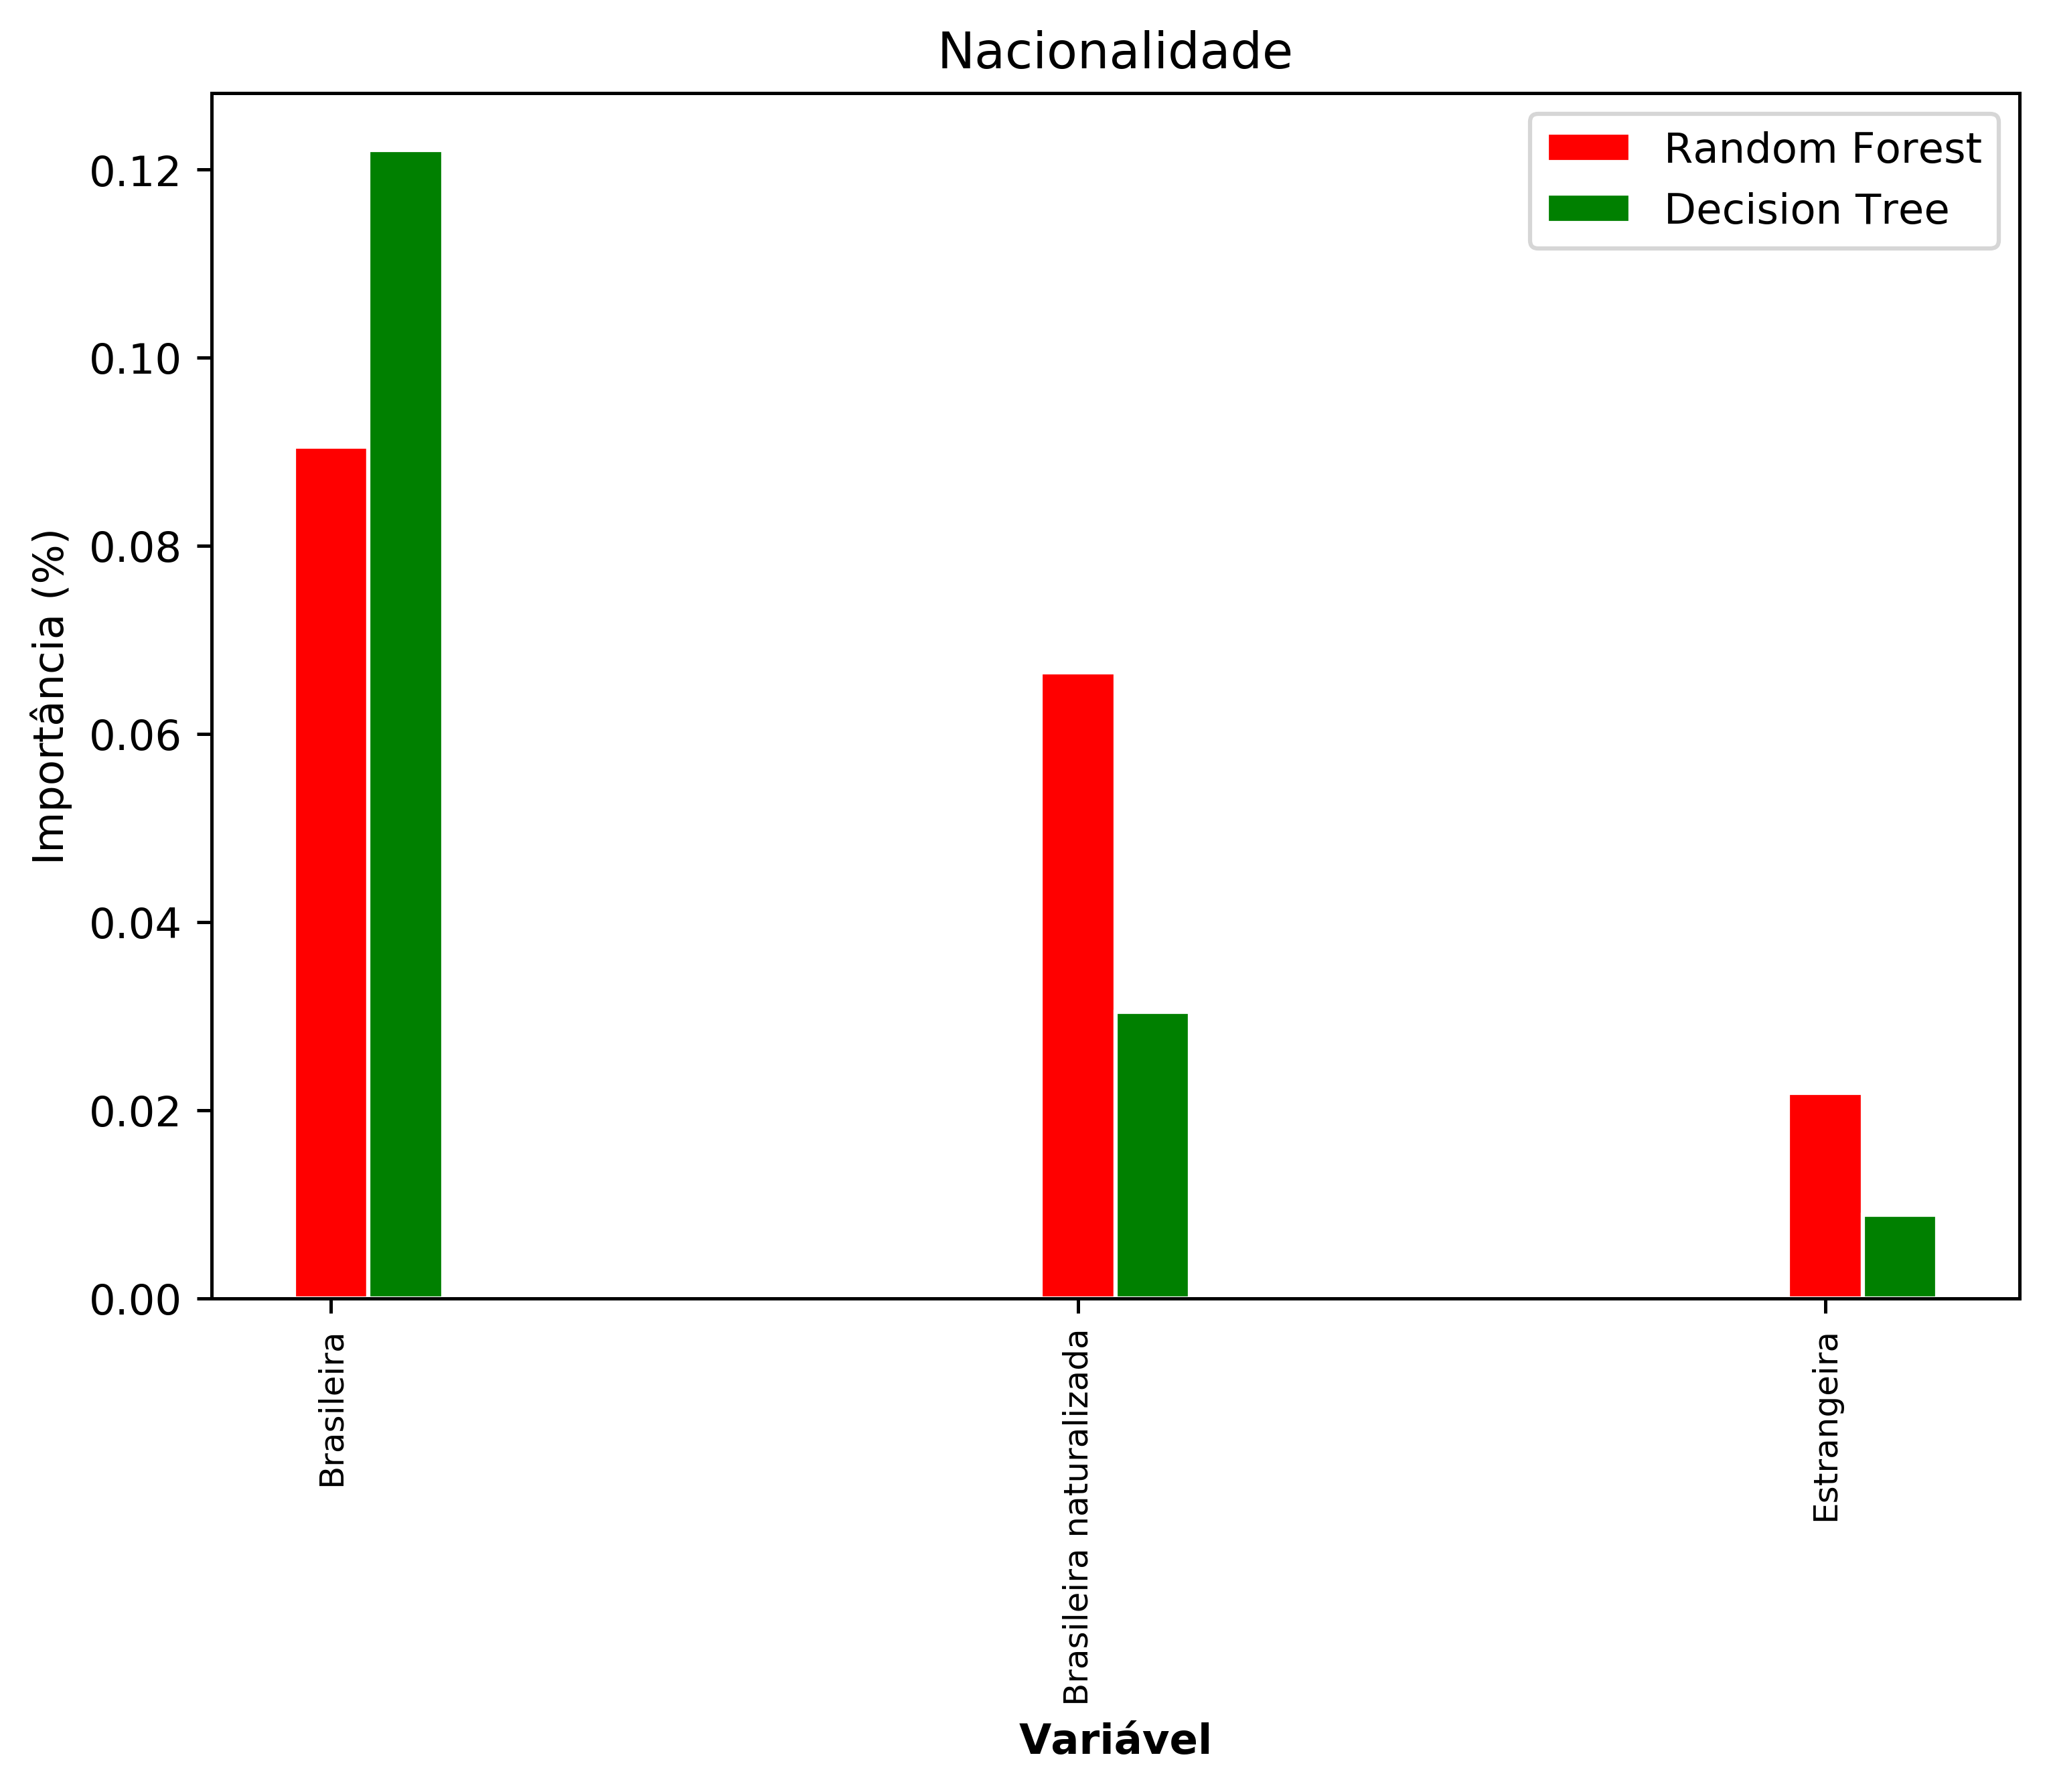 Nacionalidade
Random Forest
Decision Tree
Importância (%)
0.12
0.10
0.08
0.06
0.04
0.02
0.00
Brasileira
Brasileira naturalizada
Estrangeira
Variável